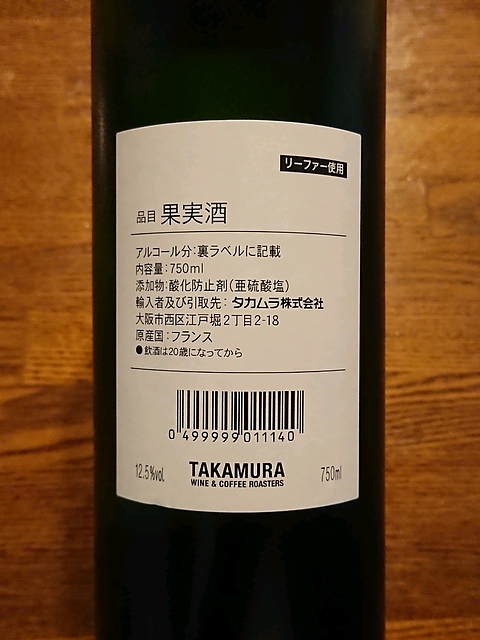 リーファー使用
品目 果実酒
アルコール分:裏ラベルに記載
内容量:750ml
添加物:酸化防止剤(亜硫酸塩)
輸入者及び引取先: タカムラ株式会社
大阪市西区江戸堀2丁目2-18
原産国:フランス
●飲酒は20歳になってから
0 499999 011140
12.5%vol.
TAKAMURA
WINE & COFFEE ROASTERS
750ml